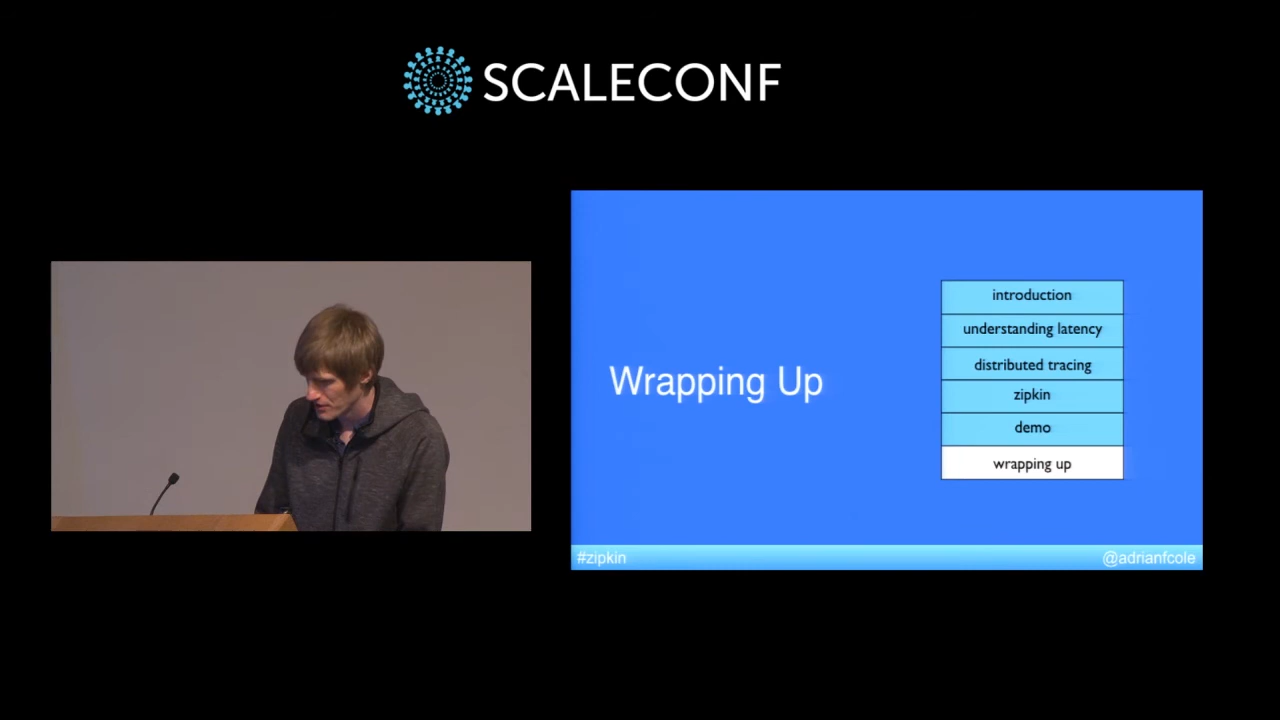 SCALECONF
Wrapping Up
introduction
understanding latency
distributed tracing
zipkin
demo
wrapping up
#zipkin
@adrianfcole